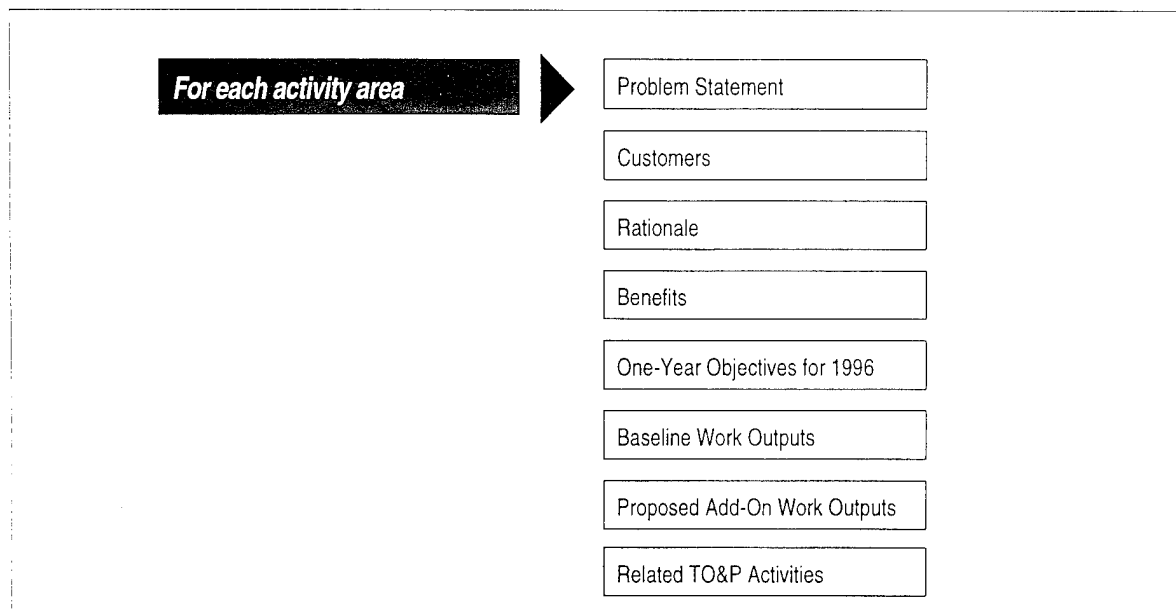 For each activity area
Problem Statement
Customers
Rationale
Benefits
One-Year Objectives for 1996
Baseline Work Outputs
Proposed Add-On Work Outputs
Related TO&P Activities